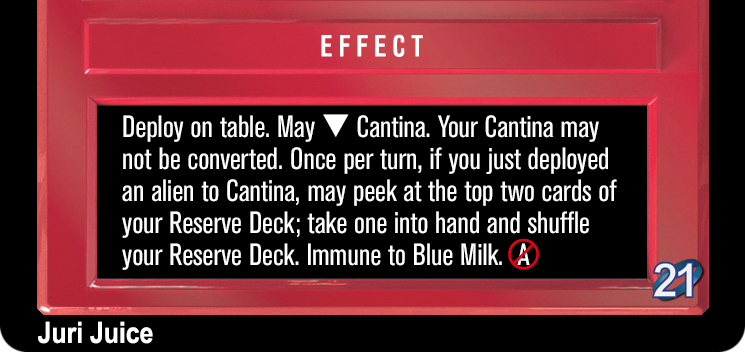 EFFECT
Deploy on table. May ▼ Cantina. Your Cantina may
not be converted. Once per turn, if you just deployed
an alien to Cantina, may peek at the top two cards of
your Reserve Deck; take one into hand and shuffle
your Reserve Deck. Immune to Blue Milk. A
21
Juri Juice